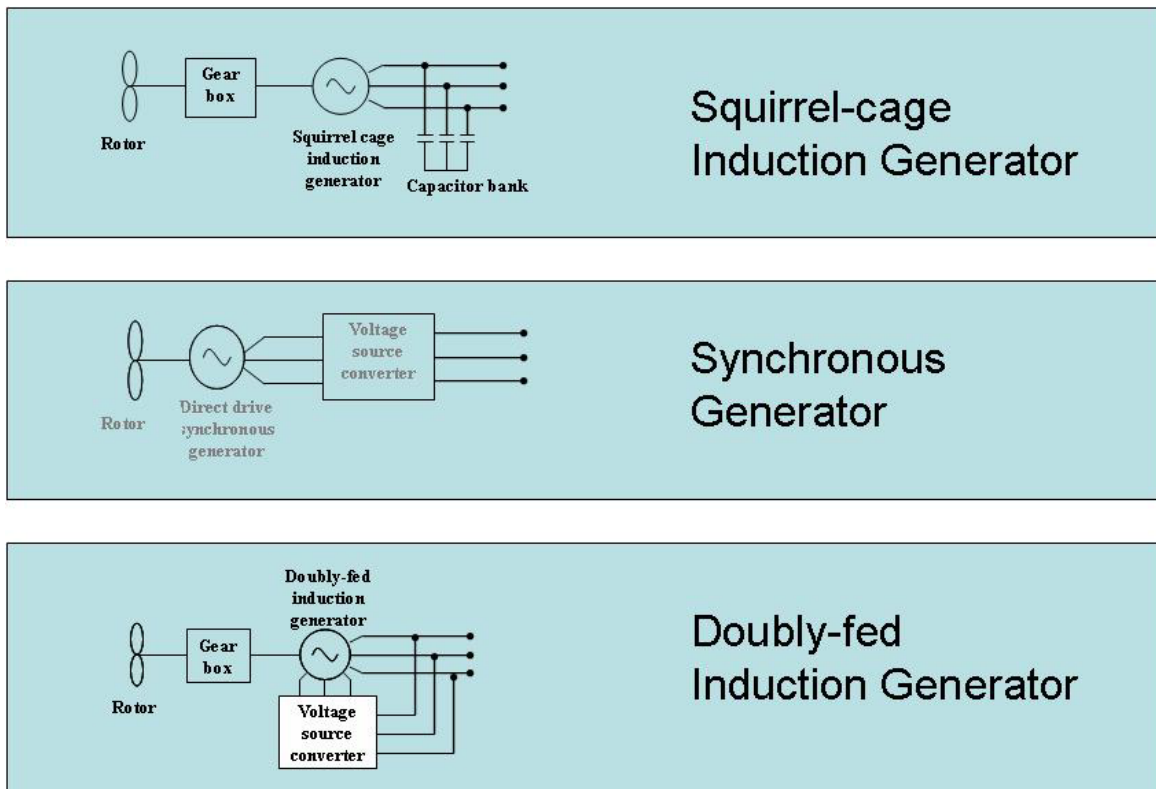 Gear
box
Rotor
Squirrel cage
induction
generator
Capacitor bank
Squirrel-cage
Induction Generator
Voltage
source
converter
Rotor
Direct drive
synchronous
generator
Synchronous
Generator
Doubly-fed
induction
generator
Gear
box
Rotor
Voltage
source
converter
Doubly-fed
Induction Generator